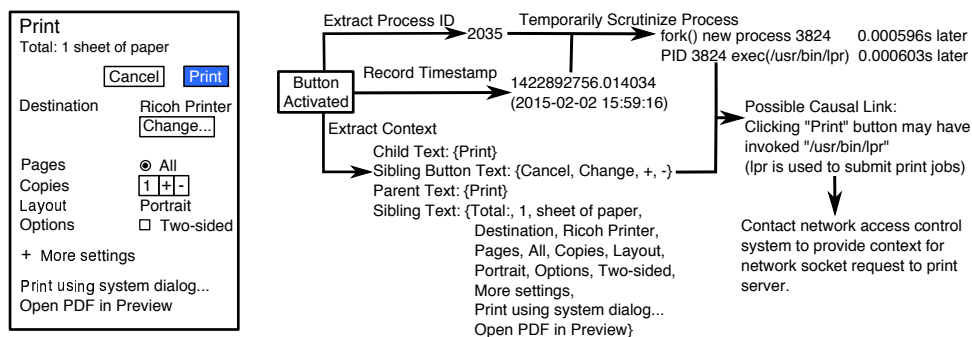 Print
Total: 1 sheet of paper
Cancel Print
Destination Ricoh Printer
Change...
Pages All
Copies 1 + -
Layout Portrait
Options Two-sided
+ More settings
Print using system dialog...
Open PDF in Preview
Button
Activated
Extract Process ID
2035
Temporarily Scrutinize Process
fork() new process 3824 0.000596s later
PID 3824 exec(/usr/bin/lpr) 0.000603s later
Record Timestamp
1422892756.014034
(2015-02-02 15:59:16)
Extract Context
Child Text: {Print}
Sibling Button Text: {Cancel, Change, +, -}
Parent Text: {Print}
Sibling Text: {Total:, 1, sheet of paper,
Destination, Ricoh Printer,
Pages, All, Copies, Layout,
Portrait, Options, Two-sided,
More settings,
Print using system dialog...
Open PDF in Preview}
Possible Causal Link:
Clicking "Print" button may have
invoked "/usr/bin/lpr"
(lpr is used to submit print jobs)
Contact network access control
system to provide context for
network socket request to print
server.